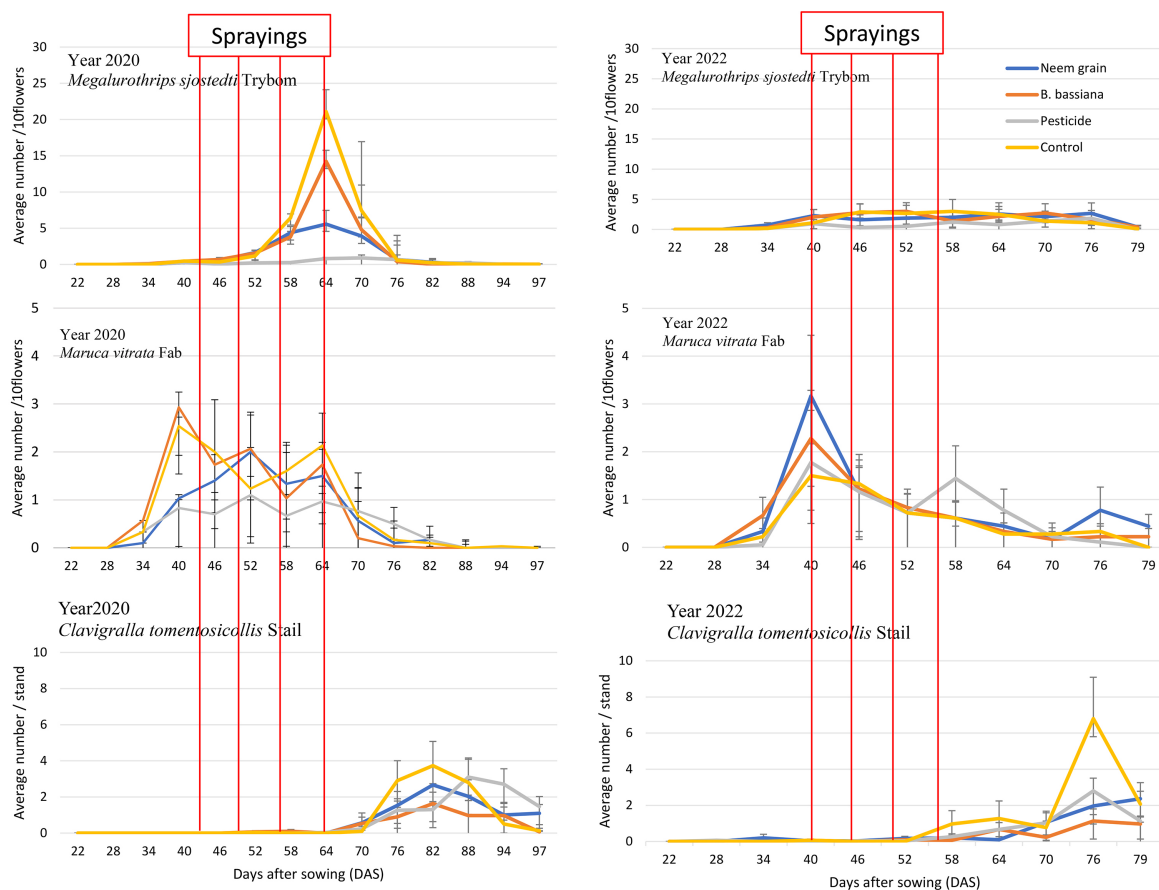 Sprayings
Year 2020
Megalurothrips sjostedti Trybom
Average number /10flowers
30
25
20
15
10
5
0
22 28 34 40 46 52 58 64 70 76 82 88 94 97
Year 2020
Maruca vitrata Fab
Average number /10flowers
5
4
3
2
1
0
22 28 34 40 46 52 58 64 70 76 82 88 94 97
Year2020
Clavigralla tomentosicollis Stail
Average number / stand
10
8
6
4
2
0
22 28 34 40 46 52 58 64 70 76 82 88 94 97
Days after sowing (DAS)
Sprayings
Year 2022
Megalurothrips sjostedti Trybom
Neem grain
B. bassiana
Pesticide
Control
Average number /10flowers
30
25
20
15
10
5
0
22 28 34 40 46 52 58 64 70 76 79
Year 2022
Maruca vitrata Fab
Average number /10flowers
5
4
3
2
1
0
22 28 34 40 46 52 58 64 70 76 79
Year 2022
Clavigralla tomentosicollis Stail
Average number / stand
10
8
6
4
2
0
22 28 34 40 46 52 58 64 70 76 79
Days after sowing (DAS)